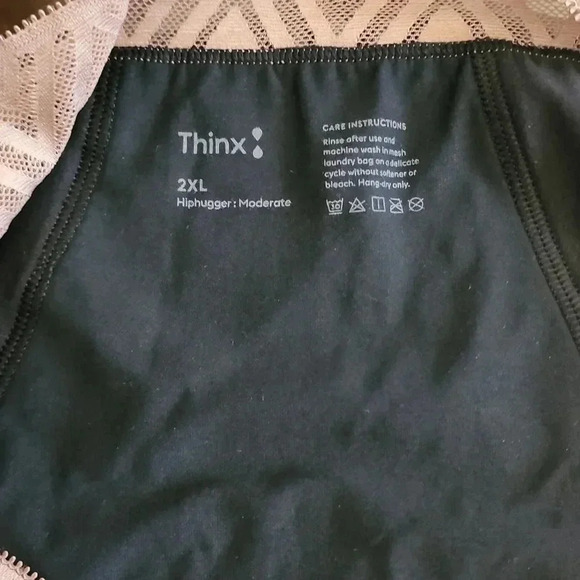 Thinx
2XL
Hiphugger: Moderate
CARE INSTRUCTIONS
Rinse after use and
machine wash in mesh
laundry bag on a delicate
cycle without softener or
bleach. Hang-dry only.
30